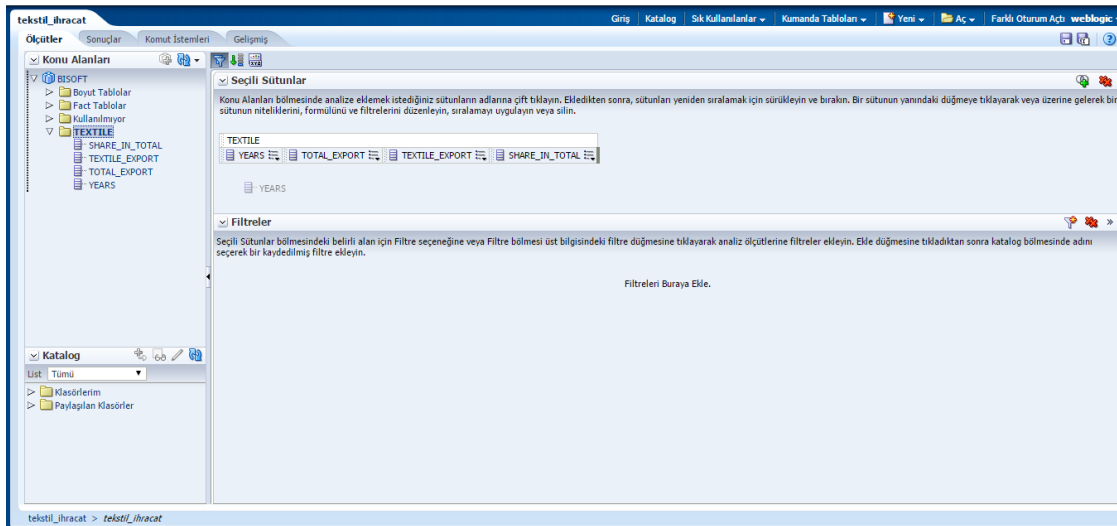 tekstil_ihracat
Giriş Katalog Sık Kullanılanlar Kumanda Tabloları Yeni Aç Farklı Oturum Açtı weblogic
Ölçütler Sonuçlar Komut İstemleri Gelişmiş
Konu Alanları
BISOFT
Boyut Tablolar
Fact Tablolar
Kullanılmıyor
TEXTILE
SHARE_IN_TOTAL
TEXTILE_EXPORT
TOTAL_EXPORT
YEARS
Seçili Sütunlar
Konu Alanları bölmesinde analize eklemek istediğiniz sütunların adlarına çift tıklayın. Ekledikten sonra, sütunları yeniden sıralamak için sürükleyin ve bırakın. Bir sütunun yanındaki düğmeye tıklayarak veya üzerine gelerek bir
sütunun niteliklerini, formülünü ve filtrelerini düzenleyin, sıralamayı uygulayın veya silin.
TEXTILE
YEARS TOTAL_EXPORT TEXTILE_EXPORT SHARE_IN_TOTAL
YEARS
Filtreler
Seçili Sütunlar bölmesindeki belirli alan için Filtre seçeneğine veya Filtre bölmesi üst bilgisindeki filtre düğmesine tıklayarak analiz ölçütlerine filtreler ekleyin. Ekle düğmesine tıkladıktan sonra katalog bölmesinde adını
seçerek bir kaydedilmiş filtre ekleyin.
Filtreleri Buraya Ekle.
Katalog
List Tümü
Klasörlerim
Paylaşılan Klasörler
tekstil_ihracat > tekstil_ihracat